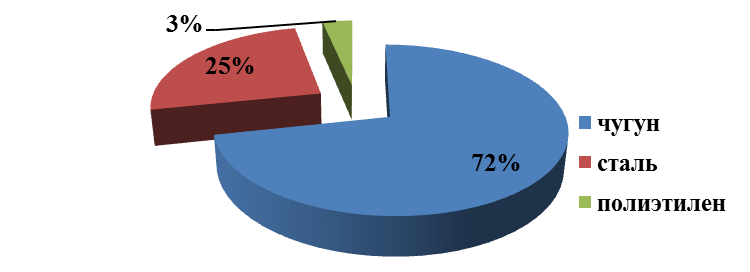 3%
25%
72%
чугун
сталь
полиэтилен